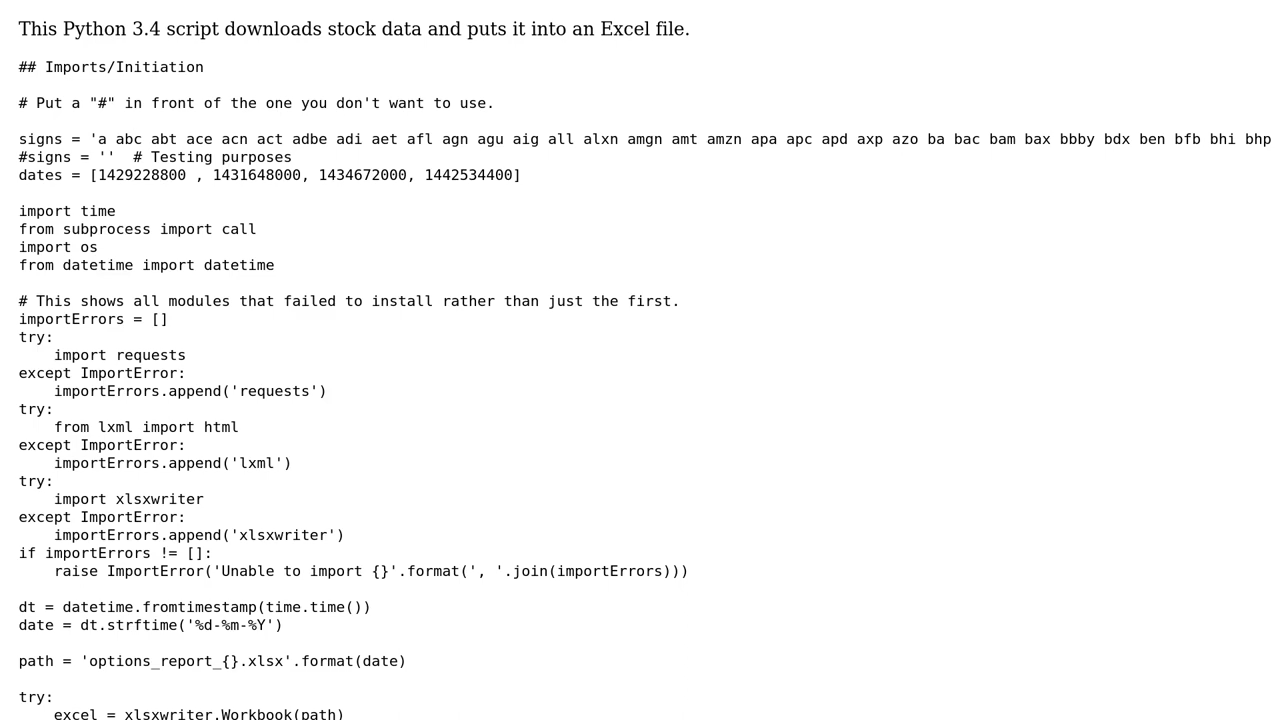 This Python 3.4 script downloads stock data and puts it into an Excel file.
## Imports/Initiation
# Put a "#" in front of the one you don't want to use.
signs = 'a abc abt ace acn act adbe adi aet afl agn agu aig all alxn amgn amt amzn apa apc apd axp azo ba bac bam bax bbby bdx ben bfb bhi bhp
#signs = ''  # Testing purposes
dates = [1429228800 , 1431648000, 1434672000, 1442534400]
import time
from subprocess import call
import os
from datetime import datetime
# This shows all modules that failed to install rather than just the first.
importErrors = []
try:
    import requests
except ImportError:
    importErrors.append('requests')
try:
    from lxml import html
except ImportError:
    importErrors.append('lxml')
try:
    import xlsxwriter
except ImportError:
    importErrors.append('xlsxwriter')
if importErrors != []:
    raise ImportError('Unable to import {}'.format(', '.join(importErrors)))
dt = datetime.fromtimestamp(time.time())
date = dt.strftime('%d-%m-%Y')
path = 'options_report_{}.xlsx'.format(date)
try:
    excel = xlsxwriter.Workbook(path)